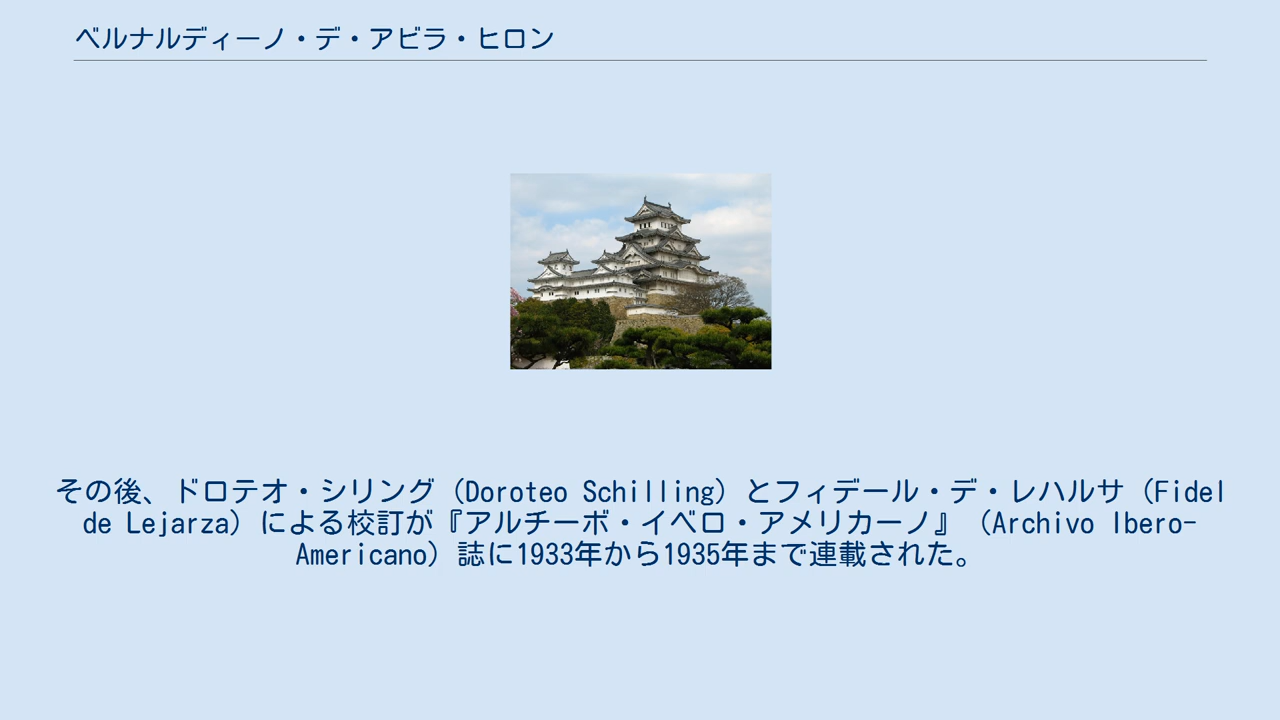 ベルナルディーノ・デ・アビラ・ヒロン
その後、ドロテオ・シリング（Doroteo Schilling）とフィデール・デ・レハルサ（Fidel
de Lejarza）による校訂が『アルチーボ・イベロ・アメリカーノ』（Archivo Ibero-
Americano）誌に1933年から1935年まで連載された。